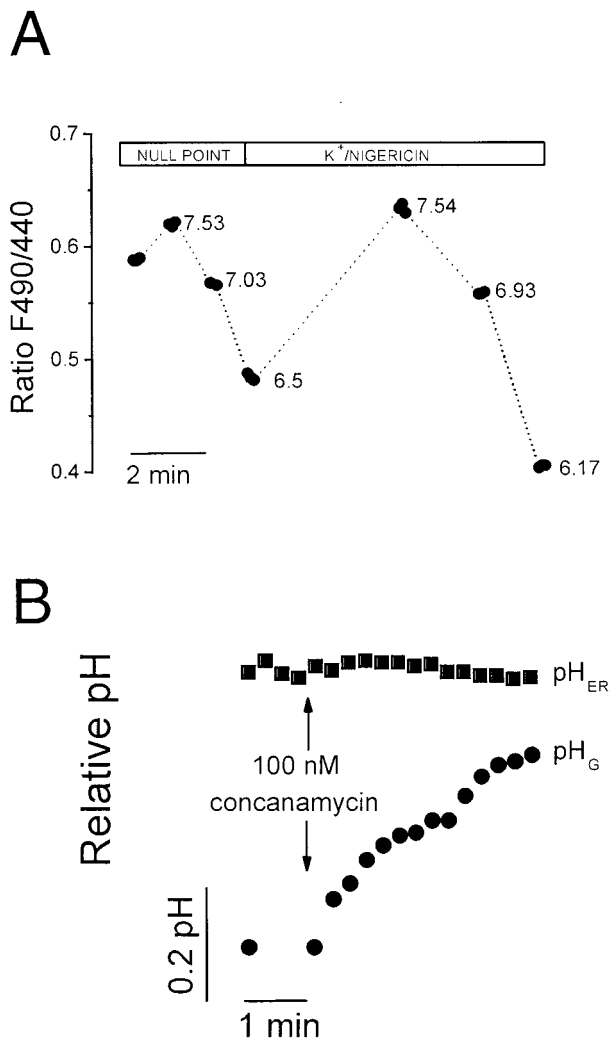 A
0.7
NULL POINT K+/NIGERICIN
7.53
7.54
0.6
7.03
6.93
Ratio F490/440
0.5
6.5
0.4
2 min
6.17
B
Relative pH
pHER
100 nM
concanamycin
pHG
0.2 pH
1 min